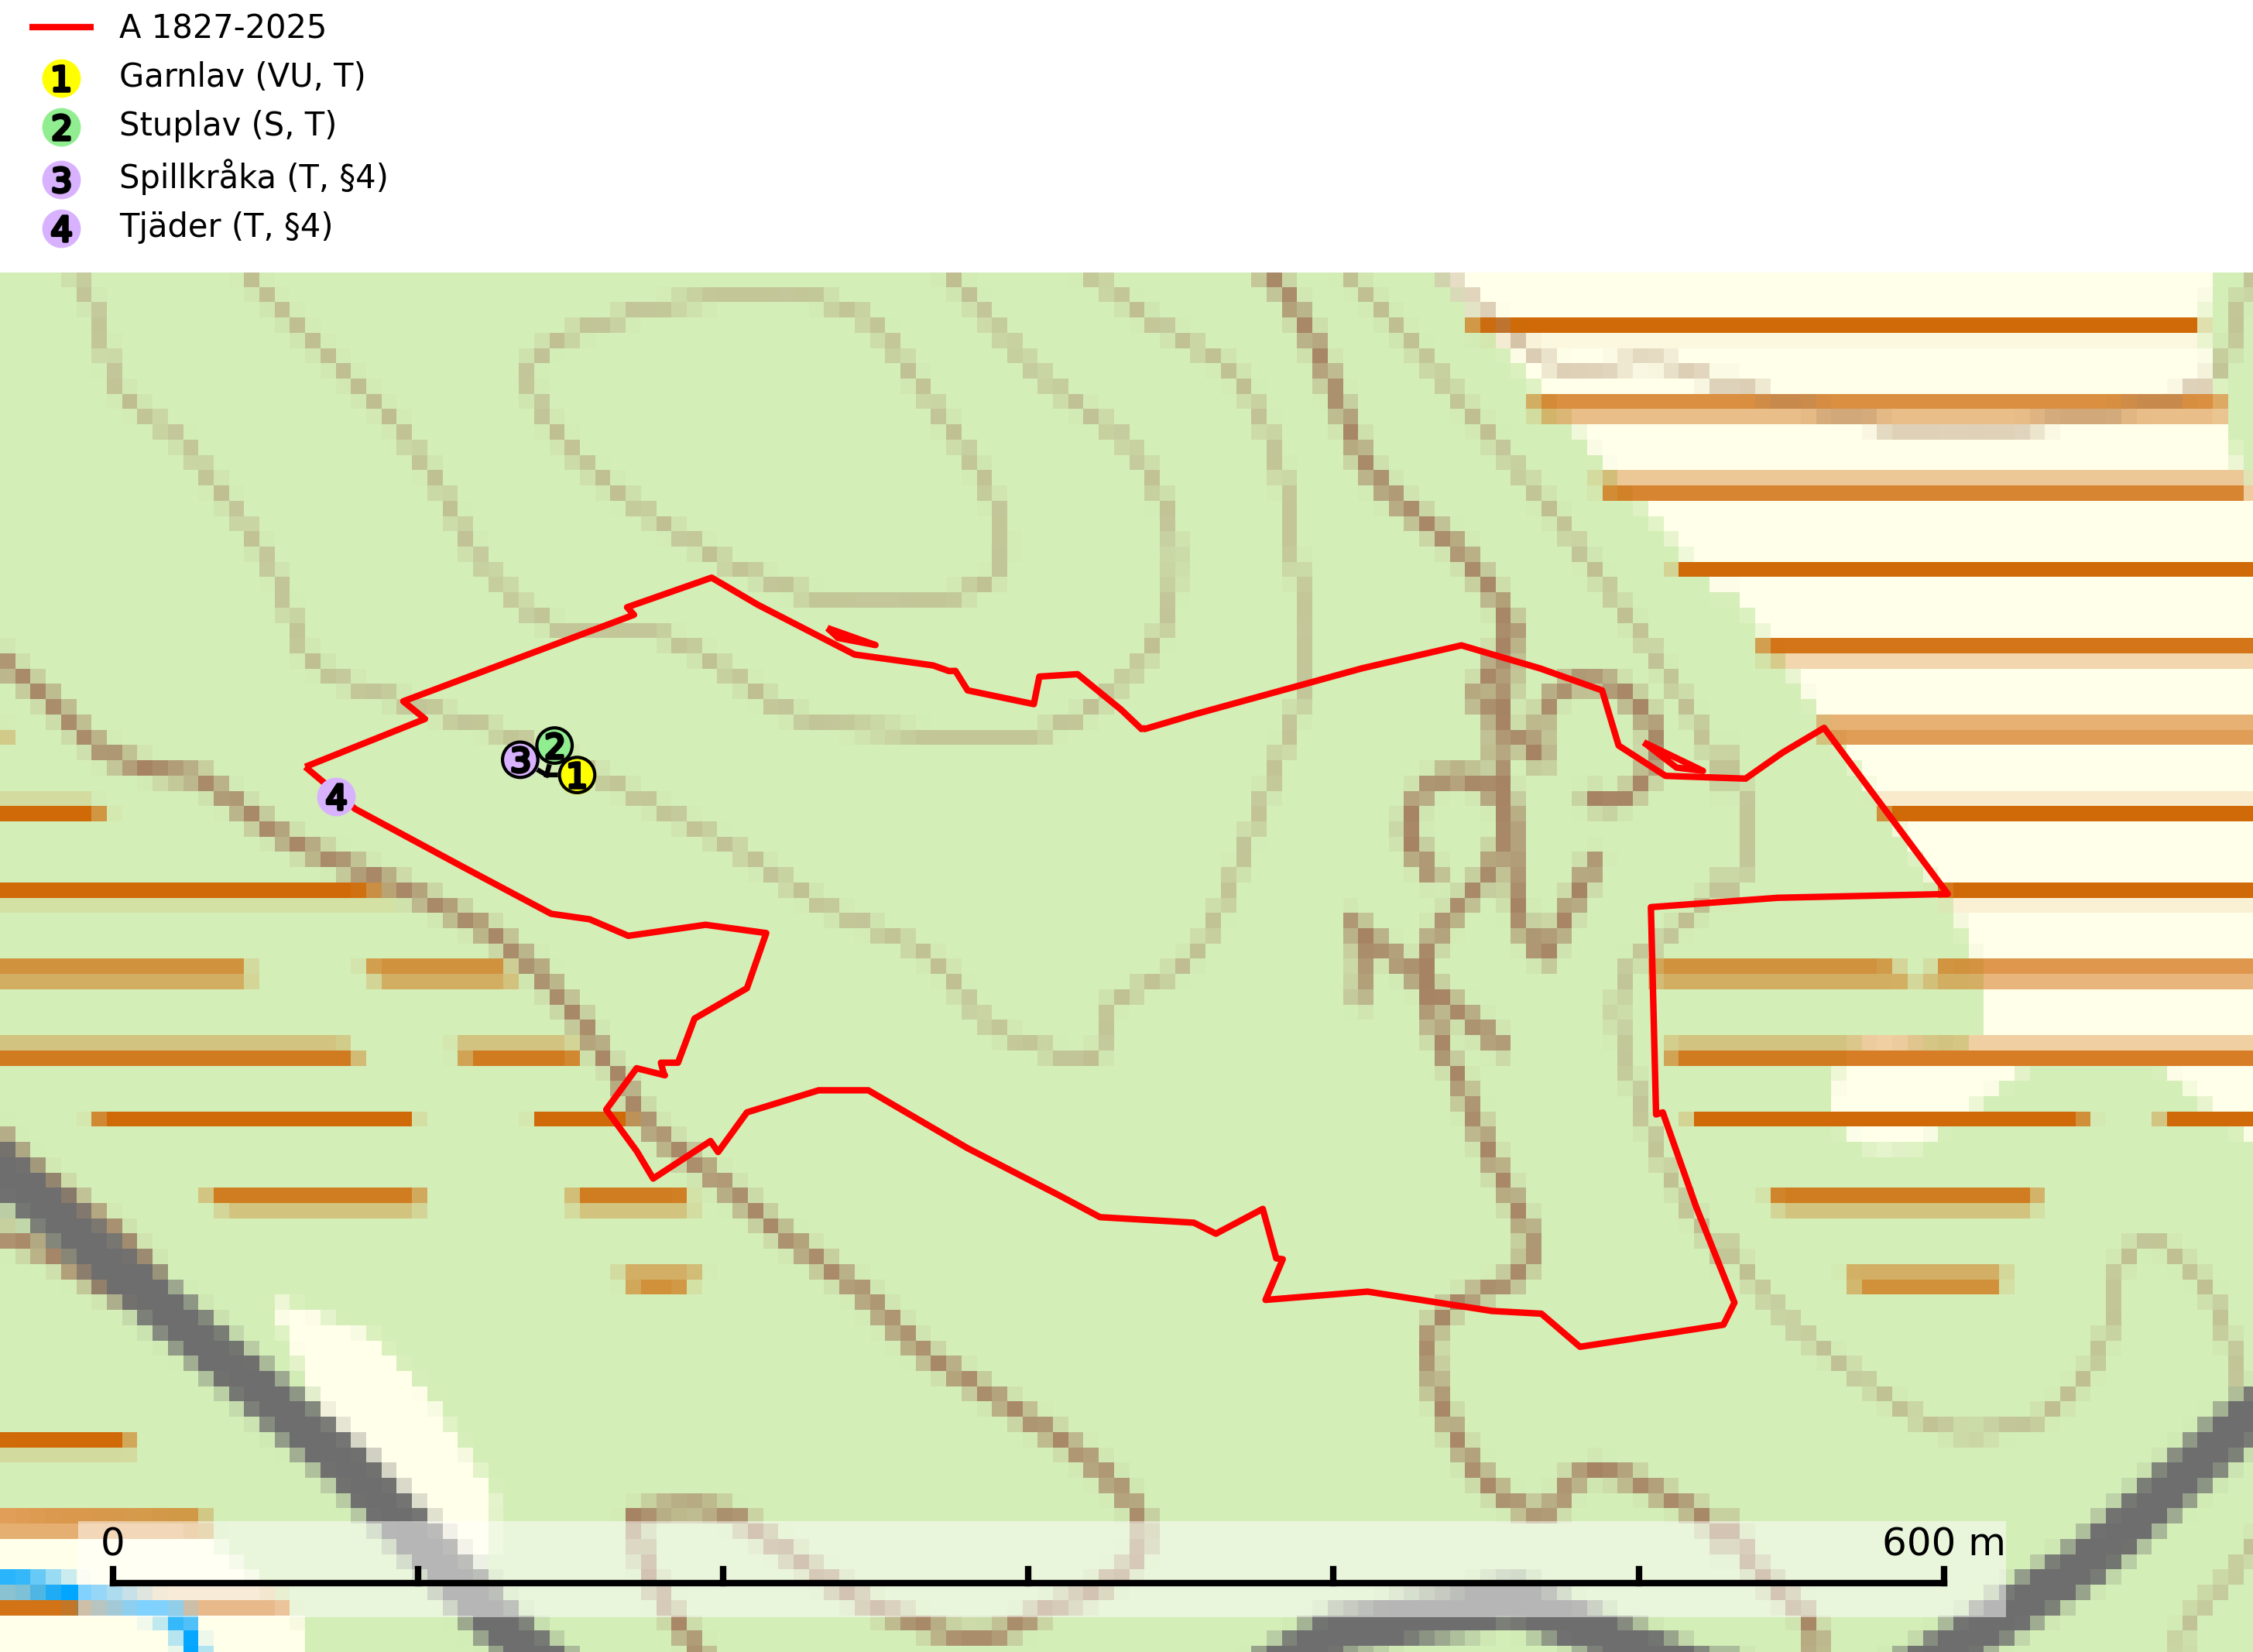 A 1827-2025
1 Garnlav (VU, T)
2 Stuplav (S, T)
3 Spillkråka (T, §4)
4 Tjäder (T, §4)
2
3
1
4
0 600 m